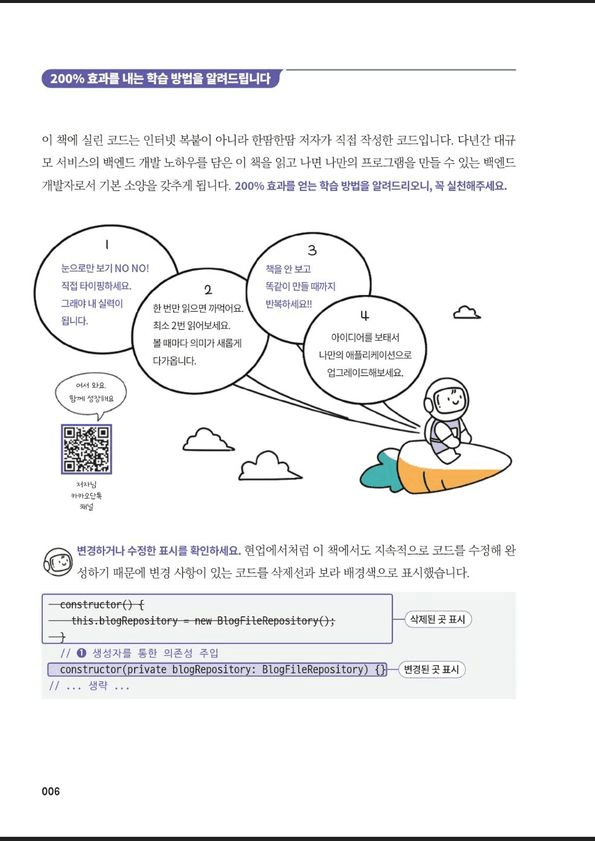 200% 효과를 내는 학습 방법을 알려드립니다
이 책에 실린 코드는 인터넷 복붙이 아니라 한땀한땀 저자가 직접 작성한 코드입니다. 다년간 대규
모 서비스의 백엔드 개발 노하우를 담은 이 책을 읽고 나면 나만의 프로그램을 만들 수 있는 백엔드
개발자로서 기본 소양을 갖추게 됩니다. 200% 효과를 얻는 학습 방법을 알려드리오니, 꼭 실천해주세요.
1
눈으로만 보기 NO NO!
직접 타이핑하세요.
그래야 내 실력이
됩니다.
2
한 번만 읽으면 까먹어요.
최소 2번 읽어보세요.
볼 때마다 의미가 새롭게
다가옵니다.
3
책을 안 보고
똑같이 만들 때까지
반복하세요!!
4
아이디어를 보태서
나만의 애플리케이션으로
업그레이드해보세요.
어서 와요.
함께 성장해요
저자님
카카오단톡
채널
변경하거나 수정한 표시를 확인하세요. 현업에서처럼 이 책에서도 지속적으로 코드를 수정해 완
성하기 때문에 변경 사항이 있는 코드를 삭제선과 보라 배경색으로 표시했습니다.
constructor() {
this.blogRepository = new BlogFileRepository();
}
삭제된 곳 표시
// ❶ 생성자를 통한 의존성 주입
constructor(private blogRepository: BlogFileRepository) {}
변경된 곳 표시
// ... 생략 ...
006